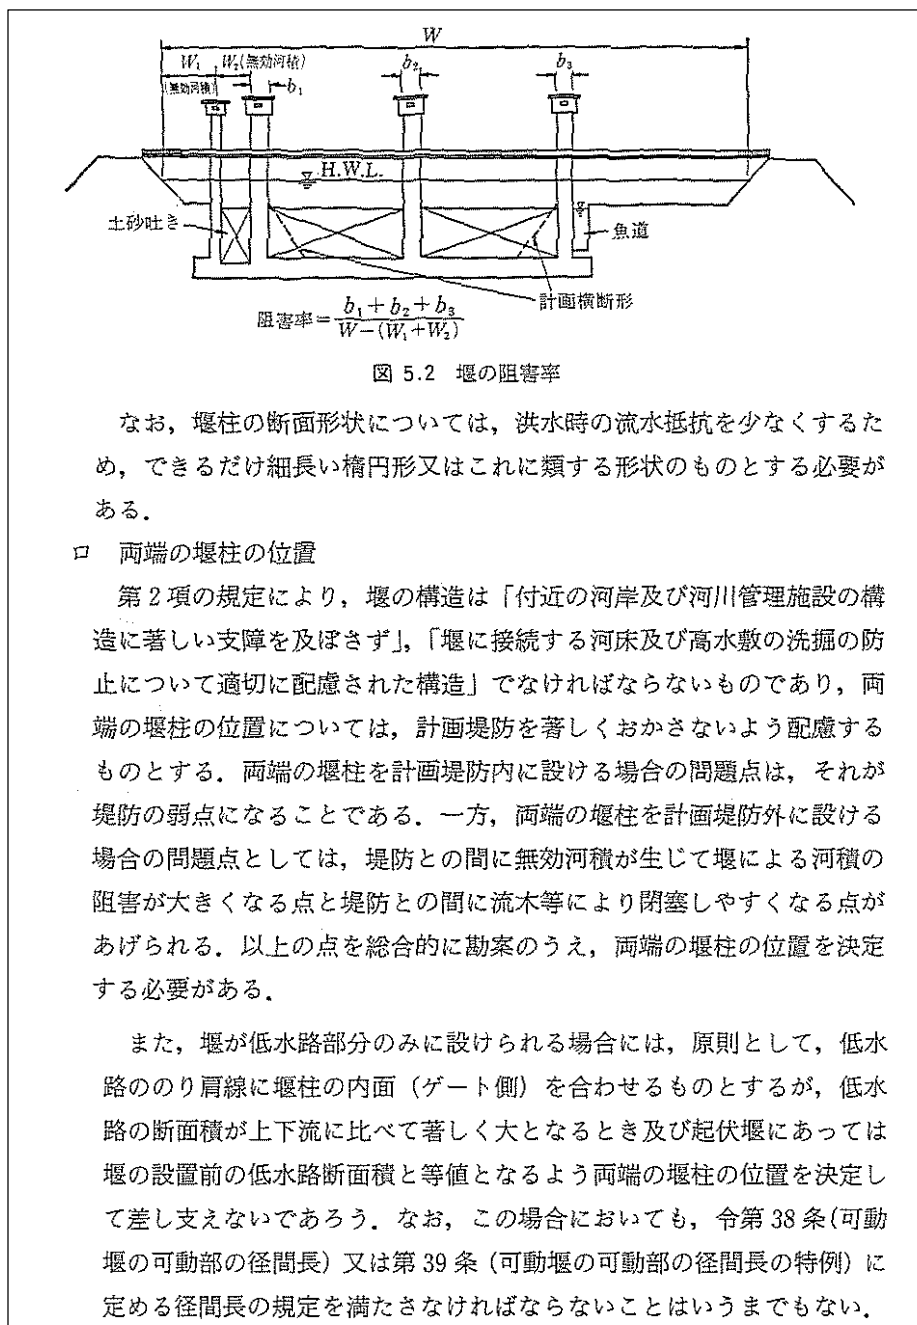 W
W₁ W₂(無効河積) b₂ b₃
(無効河積) b₁
H.W.L.
土砂吐き 魚道
計画横断形
阻害率=(b₁+b₂+b₃)/(W−(W₁+W₂))
図 5.2 堰の阻害率
なお，堰柱の断面形状については，洪水時の流水抵抗を少なくするた
め，できるだけ細長い楕円形又はこれに類する形状のものとする必要が
ある．
ロ 両端の堰柱の位置
第2項の規定により，堰の構造は「付近の河岸及び河川管理施設の構
造に著しい支障を及ぼさず」，「堰に接続する河床及び高水敷の洗掘の防
止について適切に配慮された構造」でなければならないものであり，両
端の堰柱の位置については，計画堤防を著しくおかさないよう配慮する
ものとする．両端の堰柱を計画堤防内に設ける場合の問題点は，それが
堤防の弱点になることである．一方，両端の堰柱を計画堤防外に設ける
場合の問題点としては，堤防との間に無効河積が生じて堰による河積の
阻害が大きくなる点と堤防との間に流木等により閉塞しやすくなる点が
あげられる．以上の点を総合的に勘案のうえ，両端の堰柱の位置を決定
する必要がある．
また，堰が低水路部分のみに設けられる場合には，原則として，低水
路ののり肩線に堰柱の内面（ゲート側）を合わせるものとするが，低水
路の断面積が上下流に比べて著しく大となるとき及び起伏堰にあっては
堰の設置前の低水路断面積と等値となるよう両端の堰柱の位置を決定し
て差し支えないであろう．なお，この場合においても，令第38条(可動
堰の可動部の径間長）又は第39条（可動堰の可動部の径間長の特例）に
定める径間長の規定を満たさなければならないことはいうまでもない．